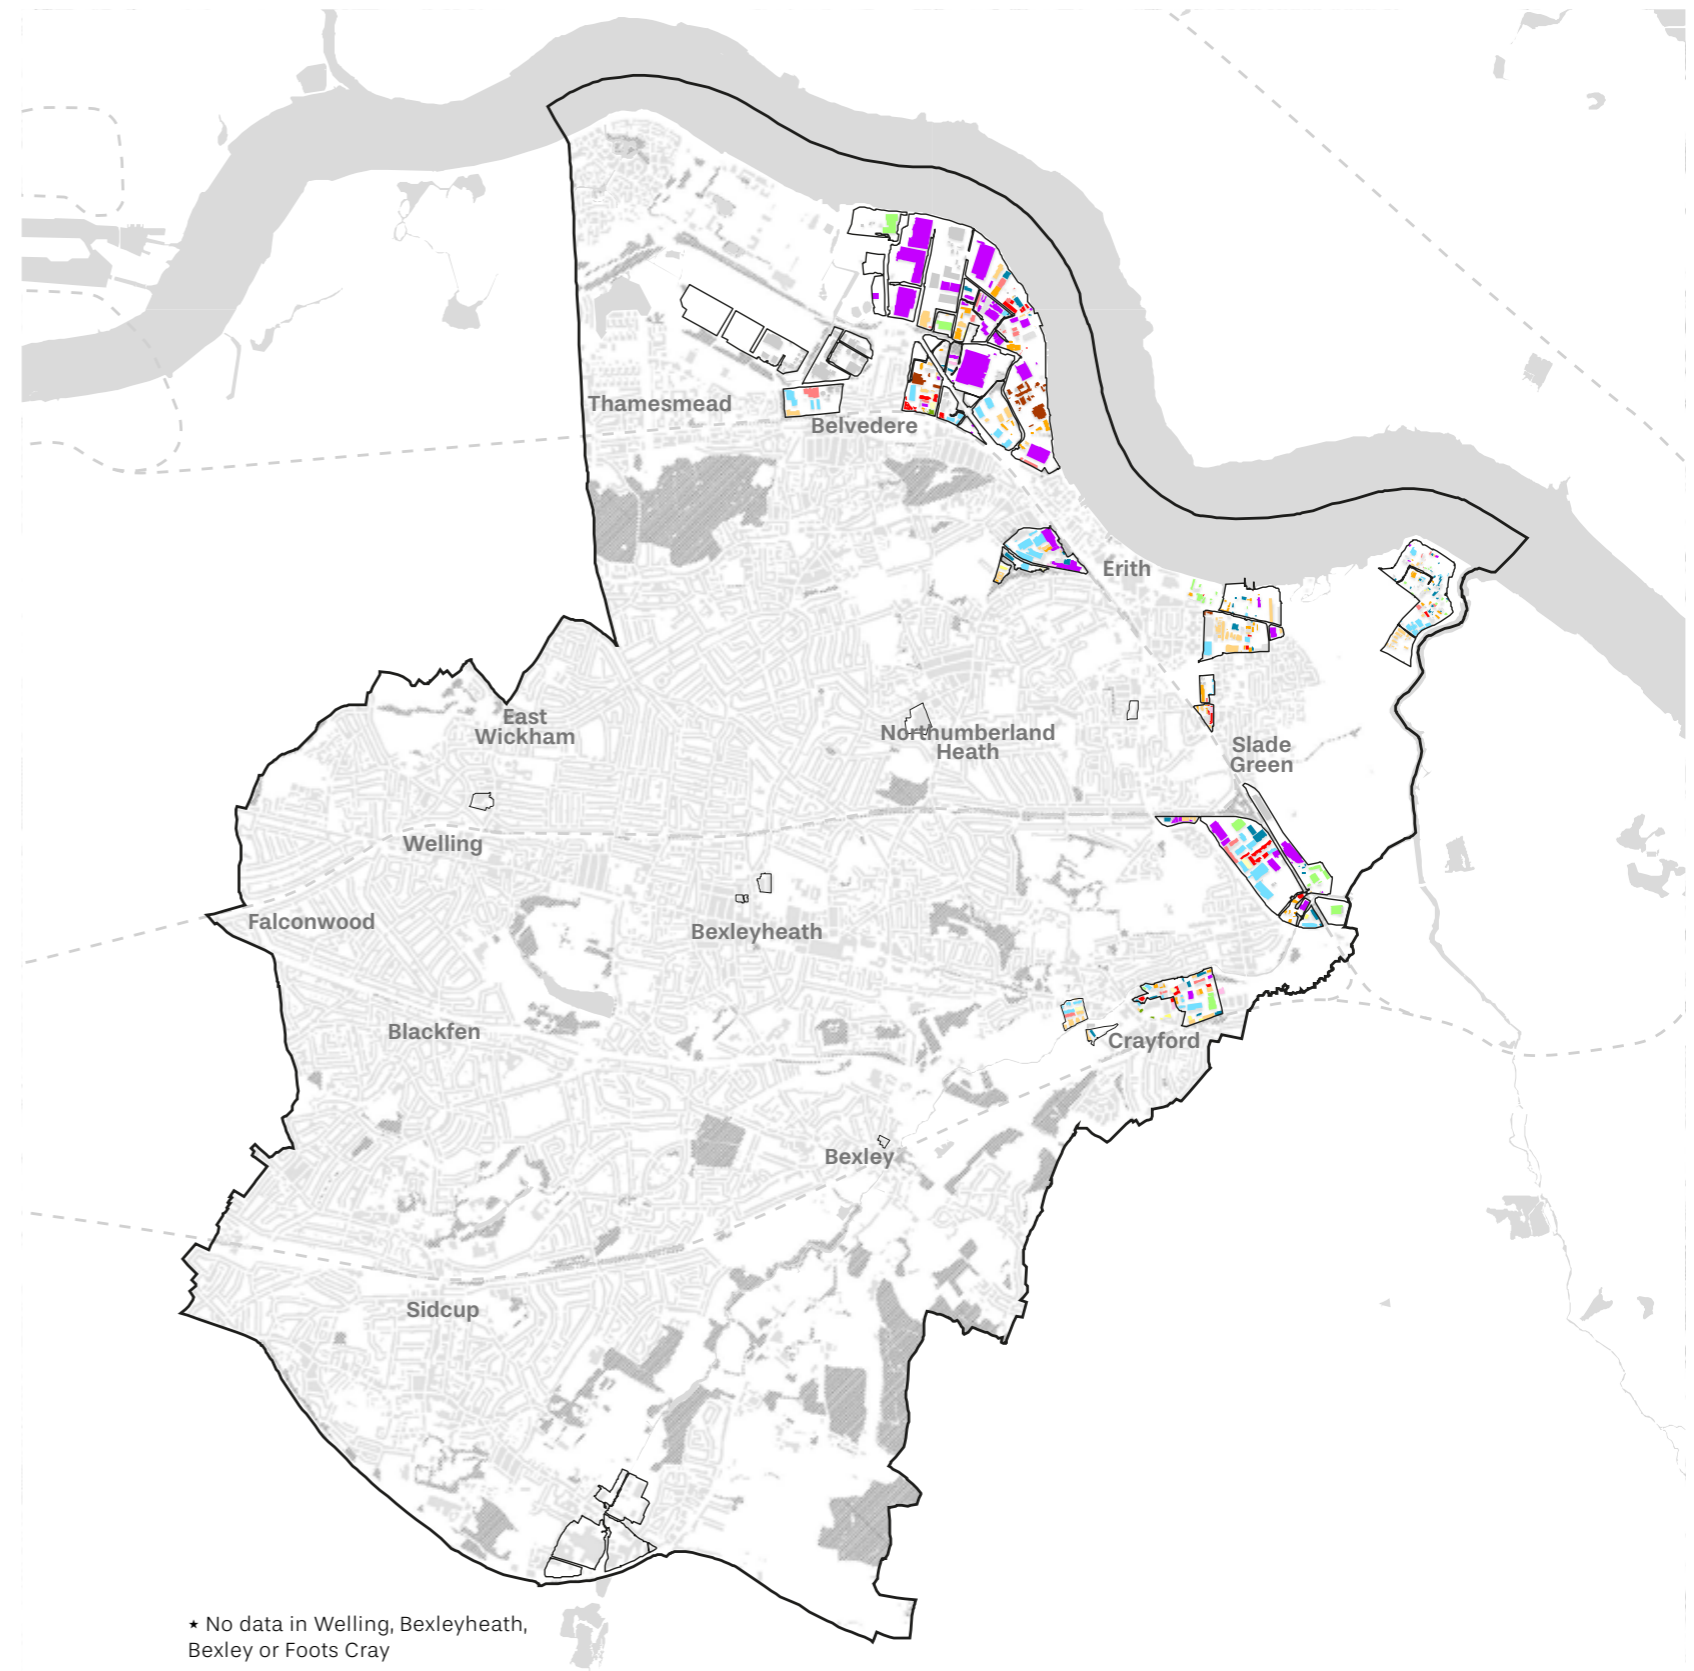 Thamesmead
Belvedere
Erith
East
Wickham
Northumberland
Heath
Slade
Green
Welling
Falconwood
Bexleyheath
Blackfen
Crayford
Bexley
Sidcup
★ No data in Welling, Bexleyheath,
Bexley or Foots Cray